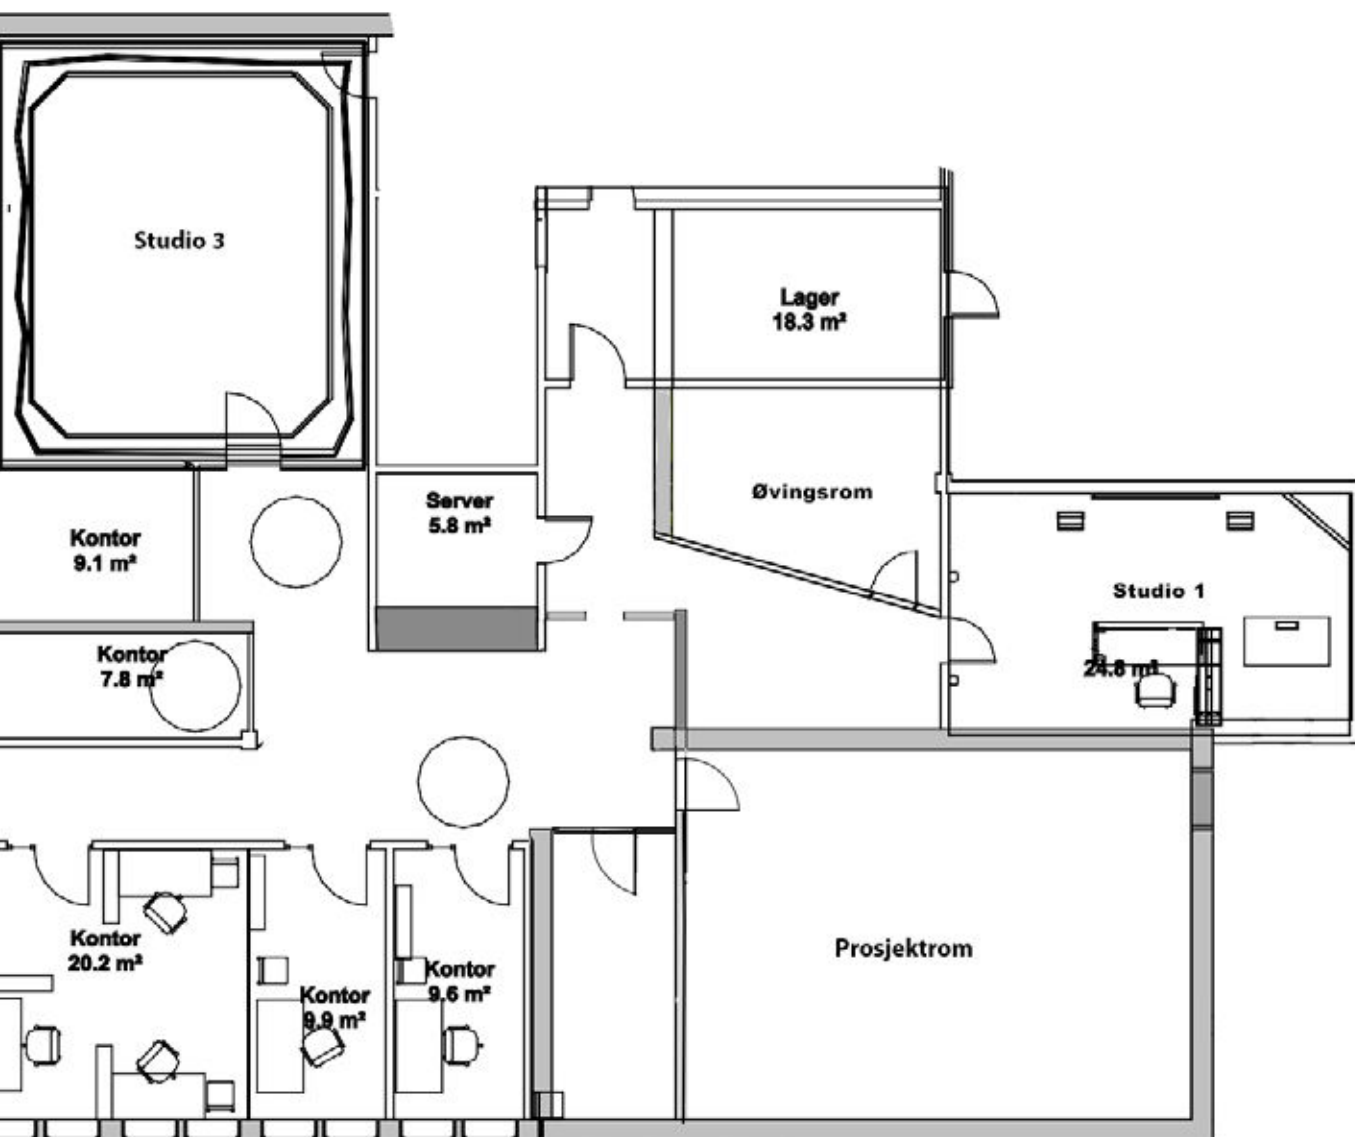 Studio 3
Lager
18.3 m²
Server
5.8 m²
Øvingsrom
Kontor
9.1 m²
Studio 1
24.8 m²
Kontor
7.8 m²
Kontor
20.2 m²
Kontor
9.9 m²
Kontor
9.6 m²
Prosjektrom